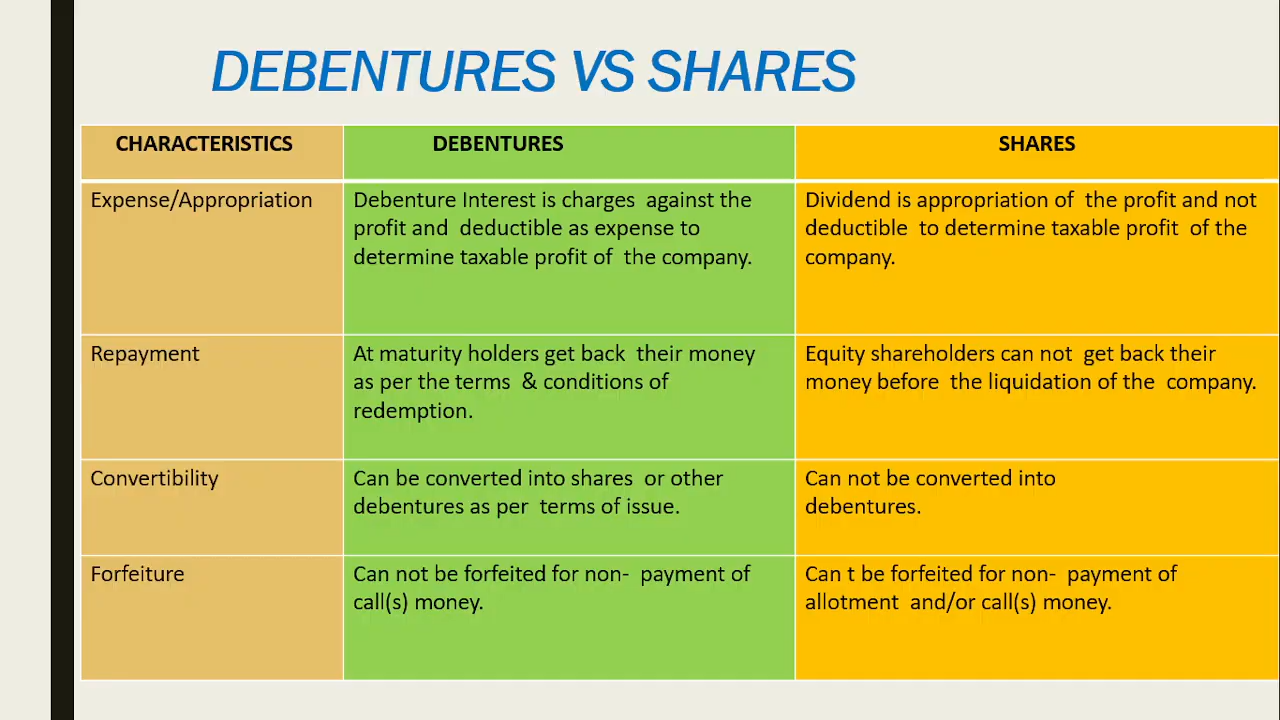 DEBENTURES VS SHARES
CHARACTERISTICS
DEBENTURES
SHARES
Expense/Appropriation
Debenture Interest is charges against the
profit and deductible as expense to
determine taxable profit of the company.
Dividend is appropriation of the profit and not
deductible to determine taxable profit of the
company.
Repayment
At maturity holders get back their money
as per the terms & conditions of
redemption.
Equity shareholders can not get back their
money before the liquidation of the company.
Convertibility
Can be converted into shares or other
debentures as per terms of issue.
Can not be converted into
debentures.
Forfeiture
Can not be forfeited for non- payment of
call(s) money.
Can t be forfeited for non- payment of
allotment and/or call(s) money.